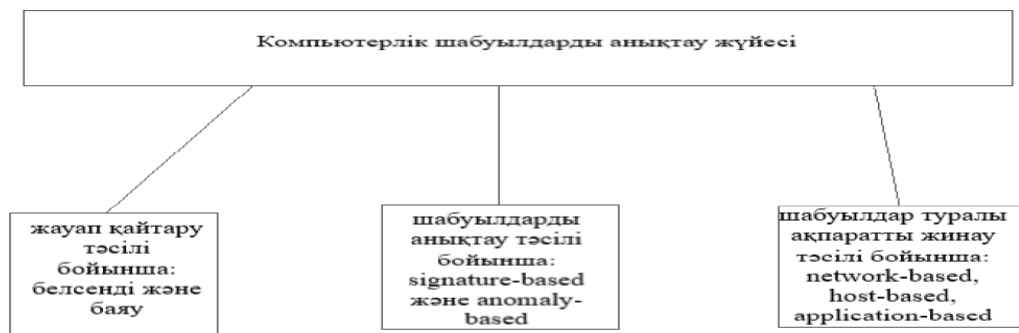 Компьютерлік шабуылдарды анықтау жүйесі
жауап қайтару
тәсілі
бойынша:
белсенді және
баяу
шабуылдарды
анықтау тәсілі
бойынша:
signature-based
және anomaly-
based
шабуылдар туралы
ақпаратты жинау
тәсілі бойынша:
network-based,
host-based,
application-based